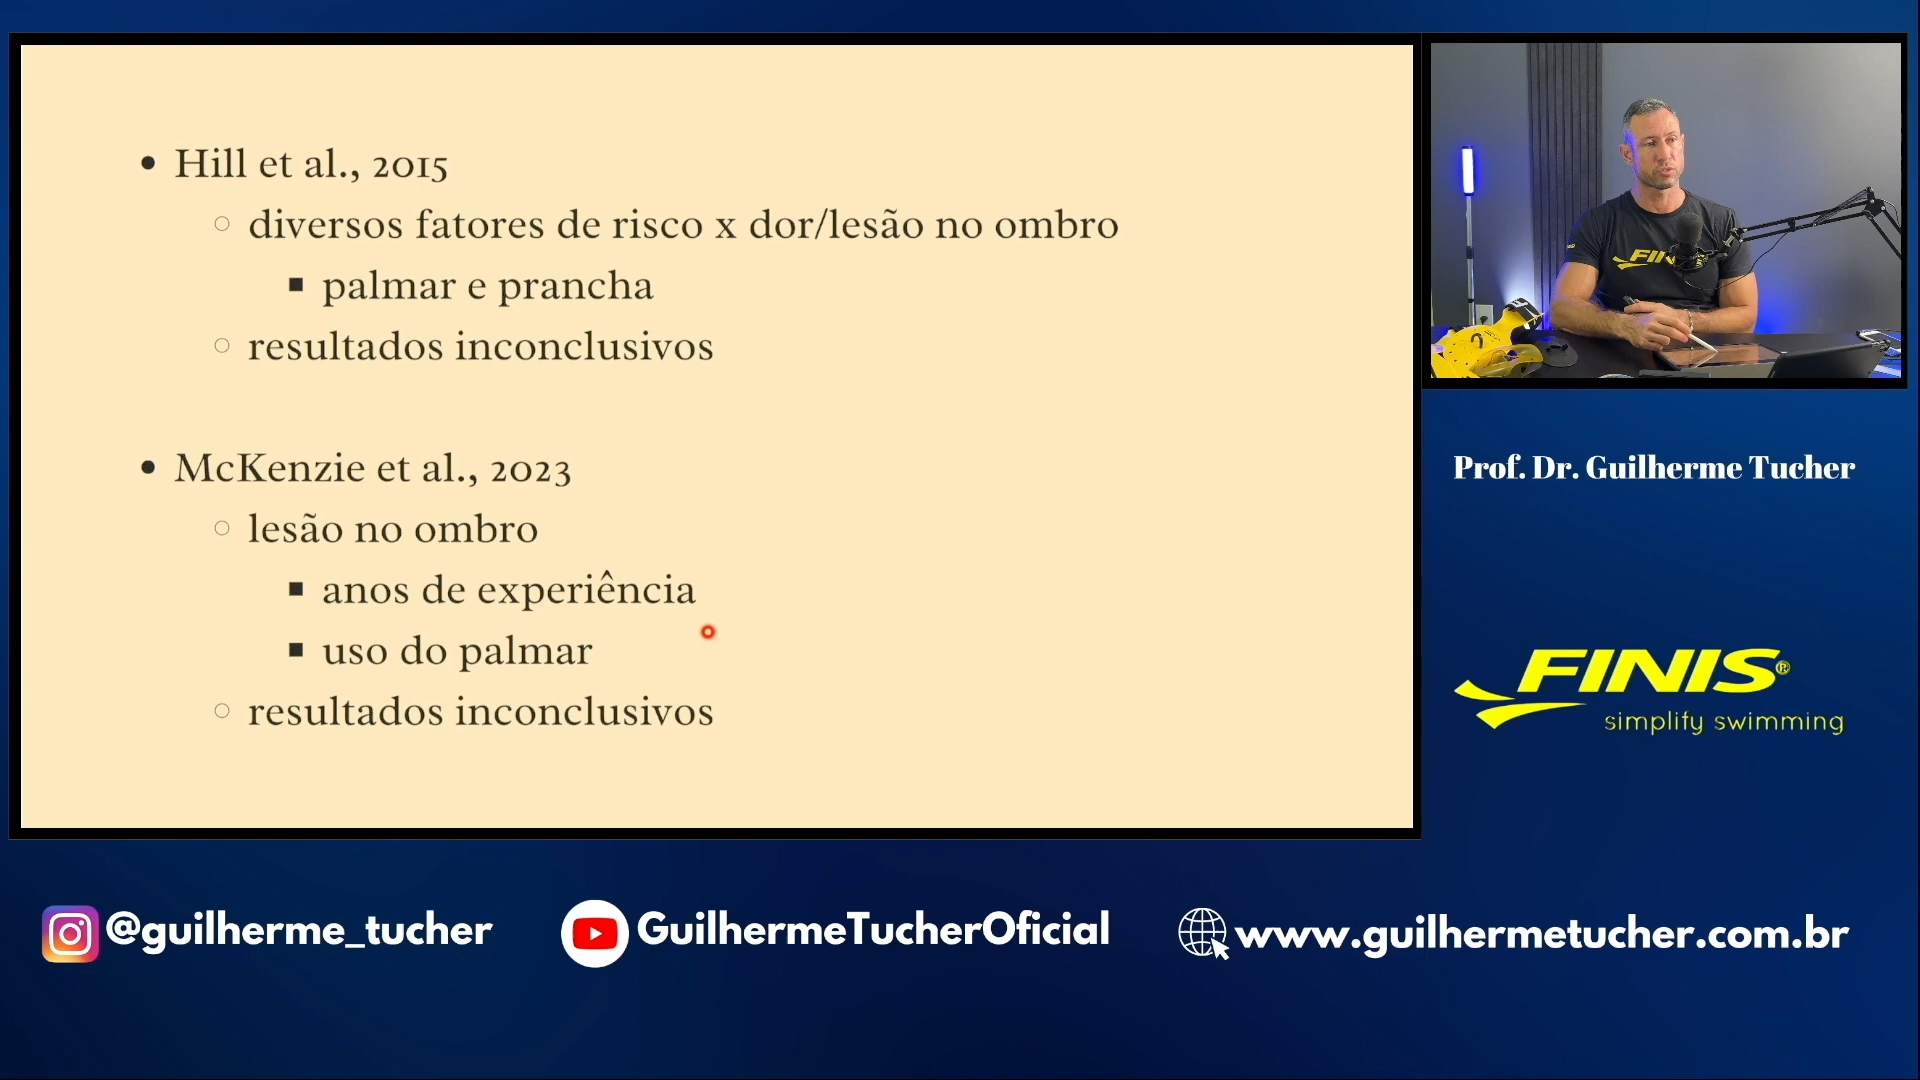 • Hill et al., 2015
○ diversos fatores de risco x dor/lesão no ombro
▪ palmar e prancha
○ resultados inconclusivos
• McKenzie et al., 2023
○ lesão no ombro
▪ anos de experiência
▪ uso do palmar
○ resultados inconclusivos
Prof. Dr. Guilherme Tucher
FINIS®
simplify swimming
@guilherme_tucher
GuilhermeTucherOficial
www.guilhermetucher.com.br